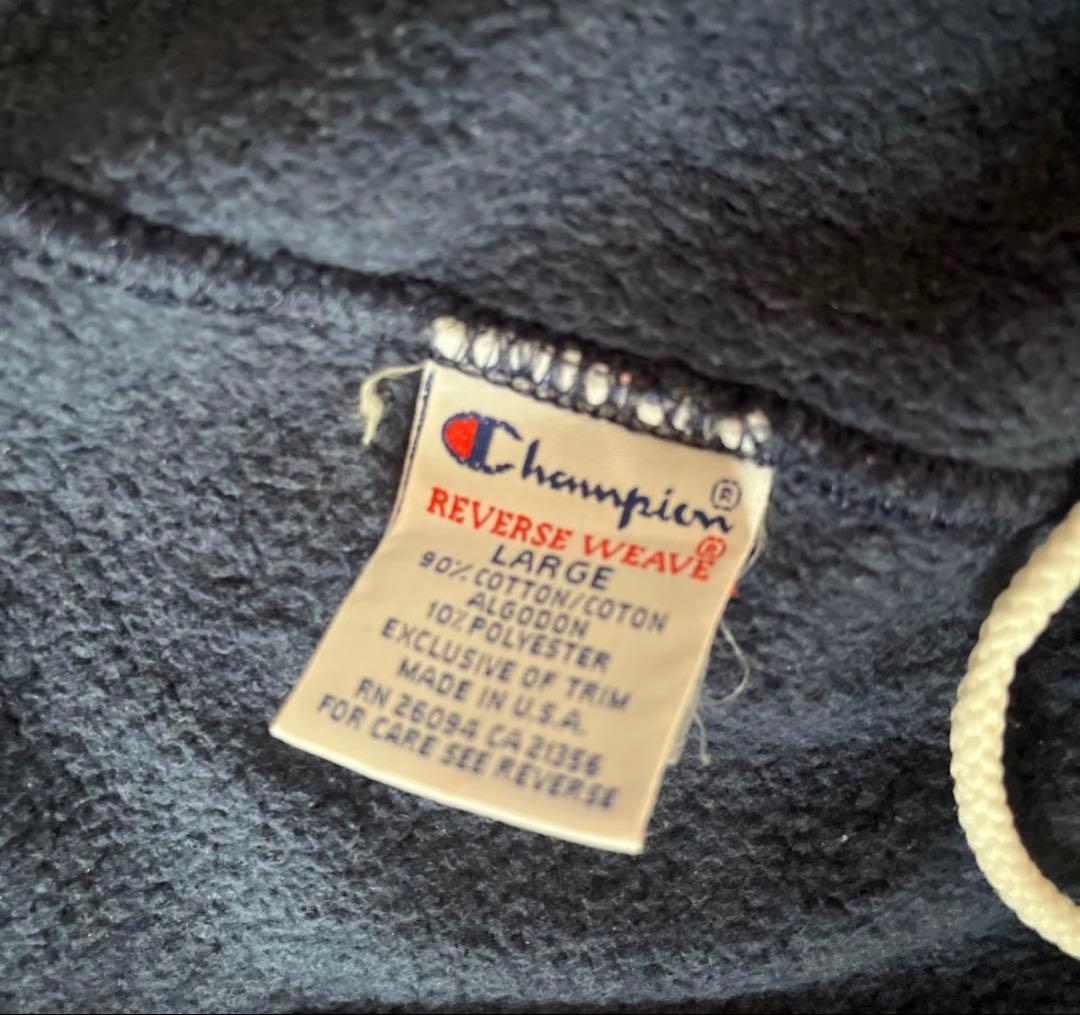 Champion®
REVERSE WEAVE®
LARGE
90% COTTON/COTON
ALGODON
10% POLYESTER
EXCLUSIVE OF TRIM
MADE IN U.S.A.
RN 26094 CA 21356
FOR CARE SEE REVERSE